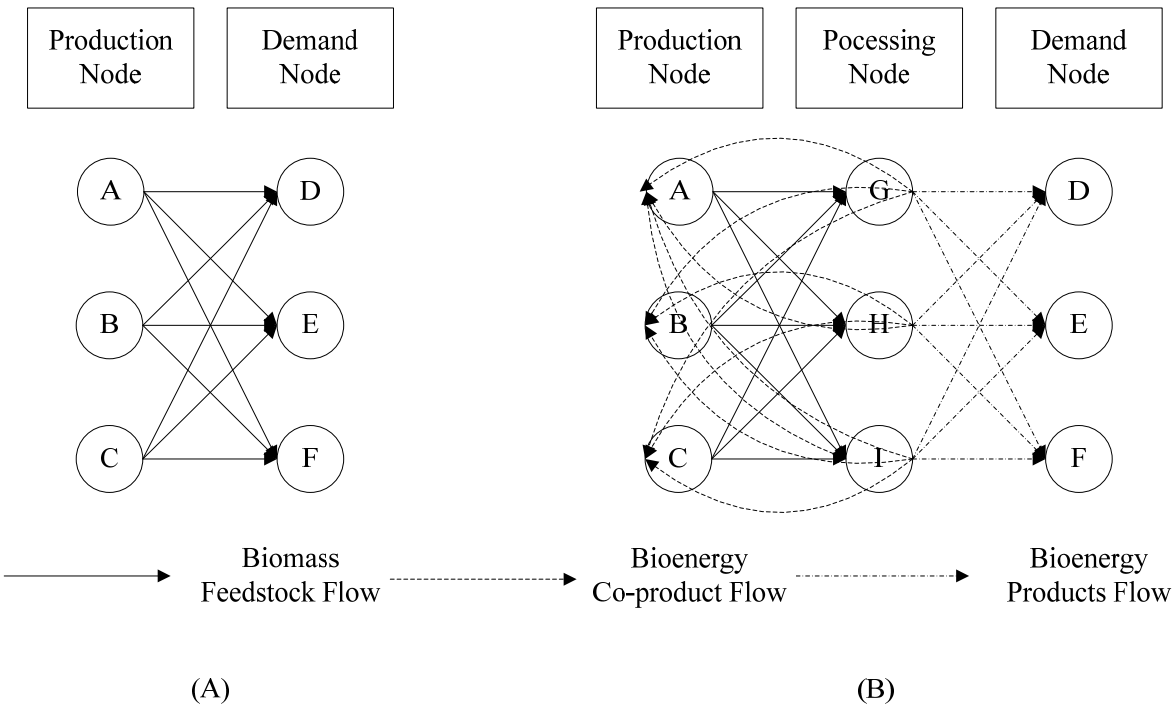 Production
Node
Demand
Node
Production
Node
Pocessing
Node
Demand
Node
A
D
B
E
C
F
A
G
D
B
H
E
C
I
F
Biomass
Feedstock Flow
Bioenergy
Co-product Flow
Bioenergy
Products Flow
(A)
(B)